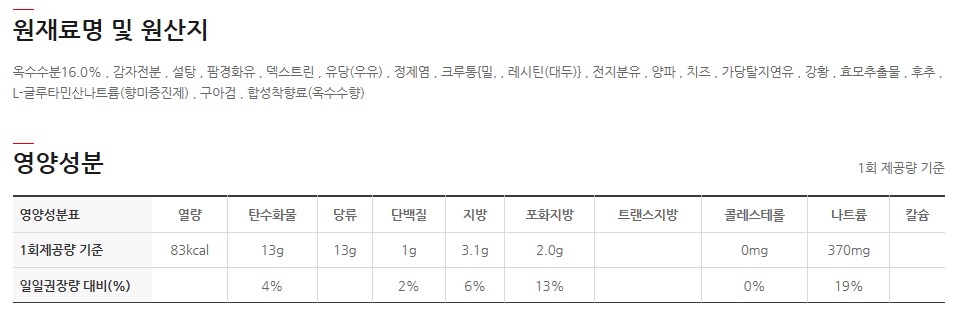 원재료명 및 원산지
옥수수분16.0% , 감자전분 , 설탕 , 팜경화유 , 덱스트린 , 유당(우유) , 정제염 , 크루통{밀, , 레시틴(대두)} , 전지분유 , 양파 , 치즈 , 가당탈지연유 , 강황 , 효모추출물 , 후추 ,
L-글루타민산나트륨(향미증진제) , 구아검 , 합성착향료(옥수수향)
영양성분
1회 제공량 기준
영양성분표 열량 탄수화물 당류 단백질 지방 포화지방 트랜스지방 콜레스테롤 나트륨 칼슘
1회제공량 기준 83kcal 13g 13g 1g 3.1g 2.0g 0mg 370mg
일일권장량 대비(%) 4% 2% 6% 13% 0% 19%